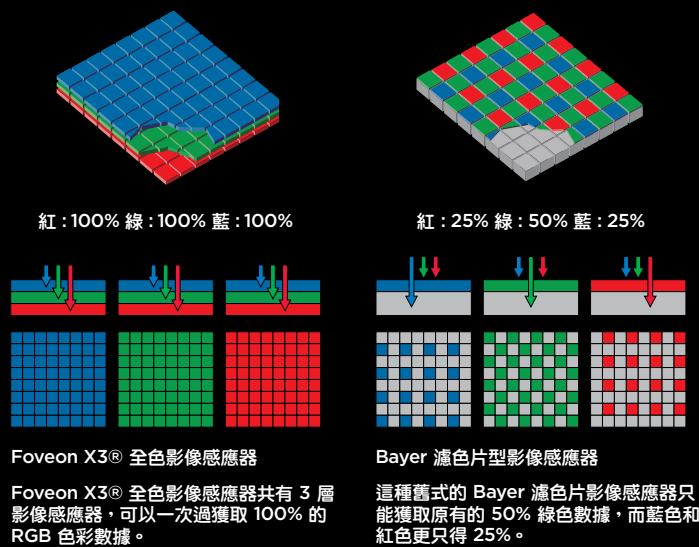 紅 : 100% 綠 : 100% 藍 : 100%
紅 : 25% 綠 : 50% 藍 : 25%
Foveon X3® 全色影像感應器
Foveon X3® 全色影像感應器共有 3 層
影像感應器，可以一次過獲取 100% 的
RGB 色彩數據。
Bayer 濾色片型影像感應器
這種舊式的 Bayer 濾色片影像感應器只
能獲取原有的 50% 綠色數據，而藍色和
紅色更只得 25%。